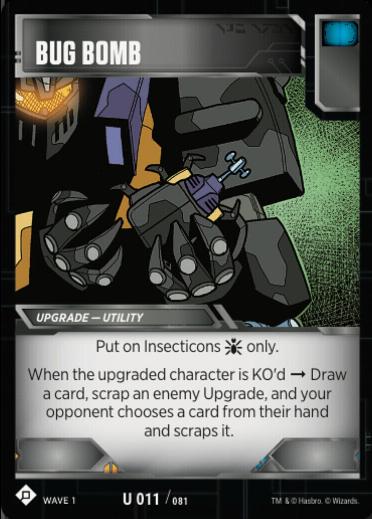 BUG BOMB
UPGRADE — UTILITY
Put on Insecticons only.
When the upgraded character is KO'd → Draw
a card, scrap an enemy Upgrade, and your
opponent chooses a card from their hand
and scraps it.
WAVE 1
U 011 / 081
TM & © Hasbro. © Wizards.